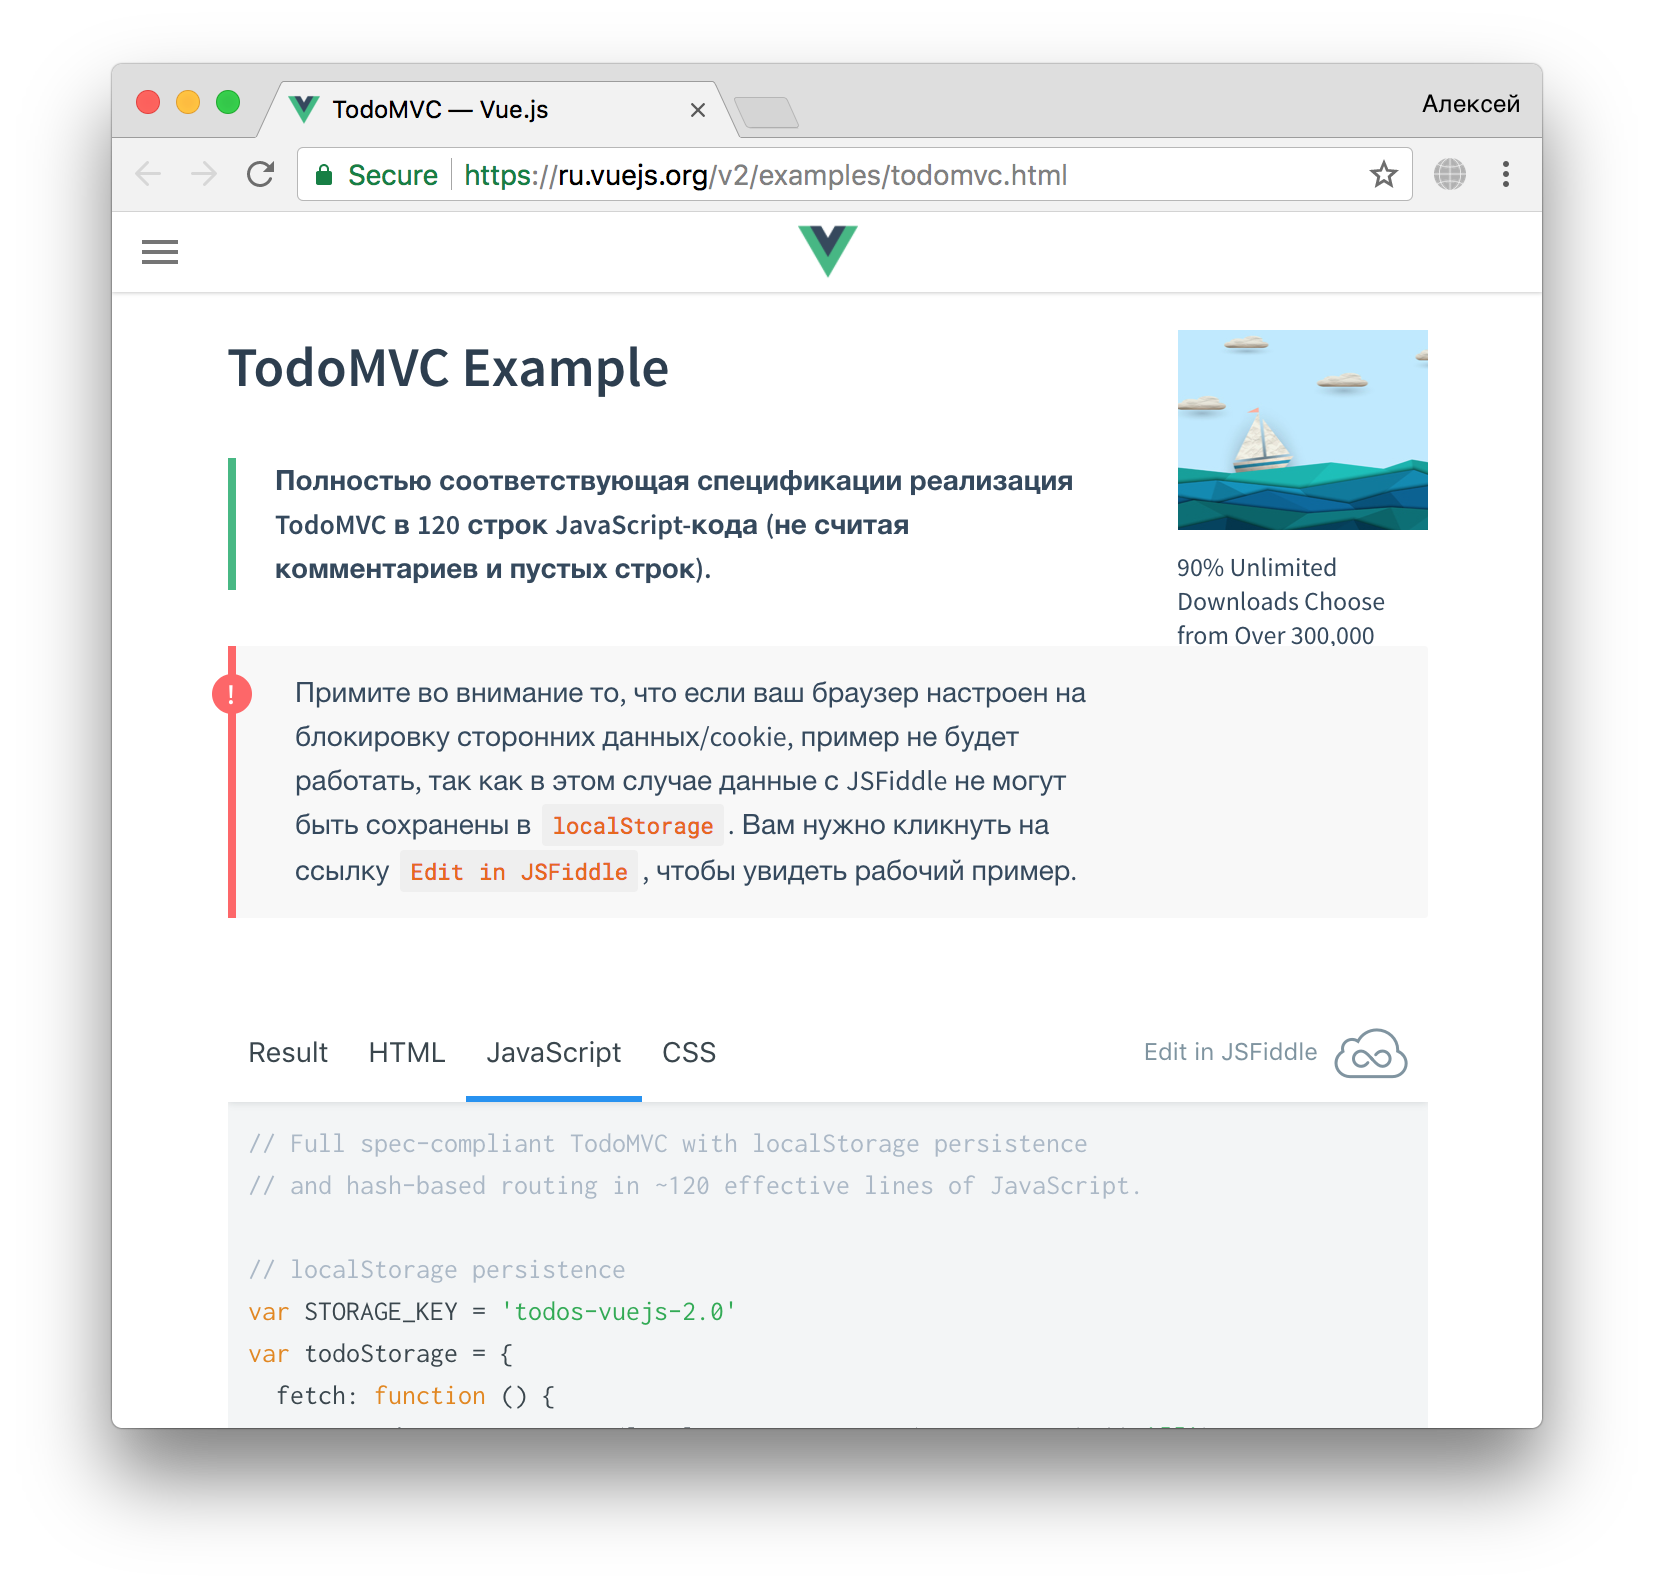 TodoMVC — Vue.js
Алексей
Secure https://ru.vuejs.org/v2/examples/todomvc.html
TodoMVC Example
Полностью соответствующая спецификации реализация
TodoMVC в 120 строк JavaScript-кода (не считая
комментариев и пустых строк).
90% Unlimited
Downloads Choose
from Over 300,000
!
Примите во внимание то, что если ваш браузер настроен на
блокировку сторонних данных/cookie, пример не будет
работать, так как в этом случае данные с JSFiddle не могут
быть сохранены в localStorage . Вам нужно кликнуть на
ссылку Edit in JSFiddle , чтобы увидеть рабочий пример.
Result HTML JavaScript CSS Edit in JSFiddle
// Full spec-compliant TodoMVC with localStorage persistence
// and hash-based routing in ~120 effective lines of JavaScript.
// localStorage persistence
var STORAGE_KEY = 'todos-vuejs-2.0'
var todoStorage = {
fetch: function () {